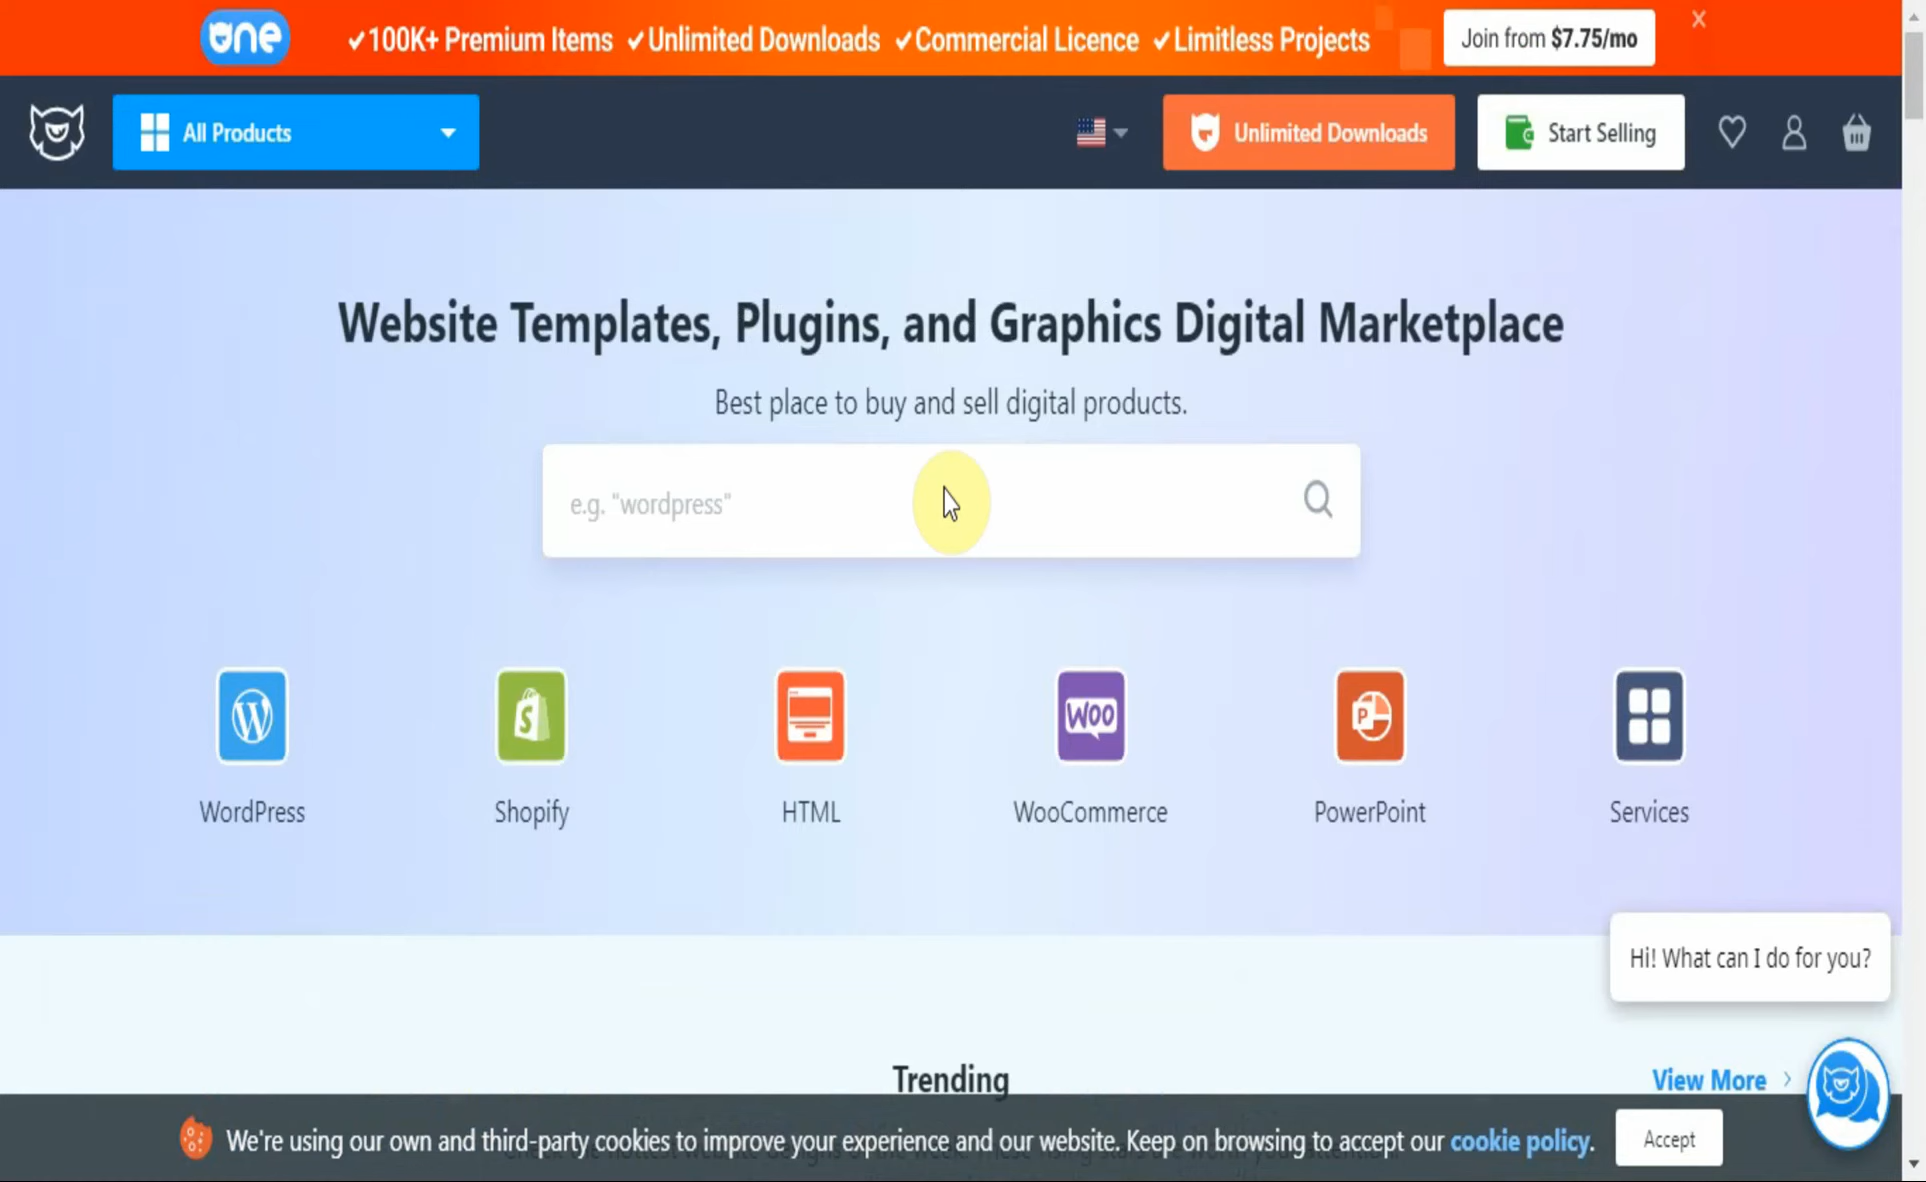 one ✓100K+ Premium Items ✓Unlimited Downloads ✓Commercial Licence ✓Limitless Projects Join from $7.75/mo
All Products Unlimited Downloads Start Selling
Website Templates, Plugins, and Graphics Digital Marketplace
Best place to buy and sell digital products.
e.g. "wordpress"
WOO
WordPress Shopify HTML WooCommerce PowerPoint Services
Hi! What can I do for you?
Trending View More
We're using our own and third-party cookies to improve your experience and our website. Keep on browsing to accept our cookie policy. Accept